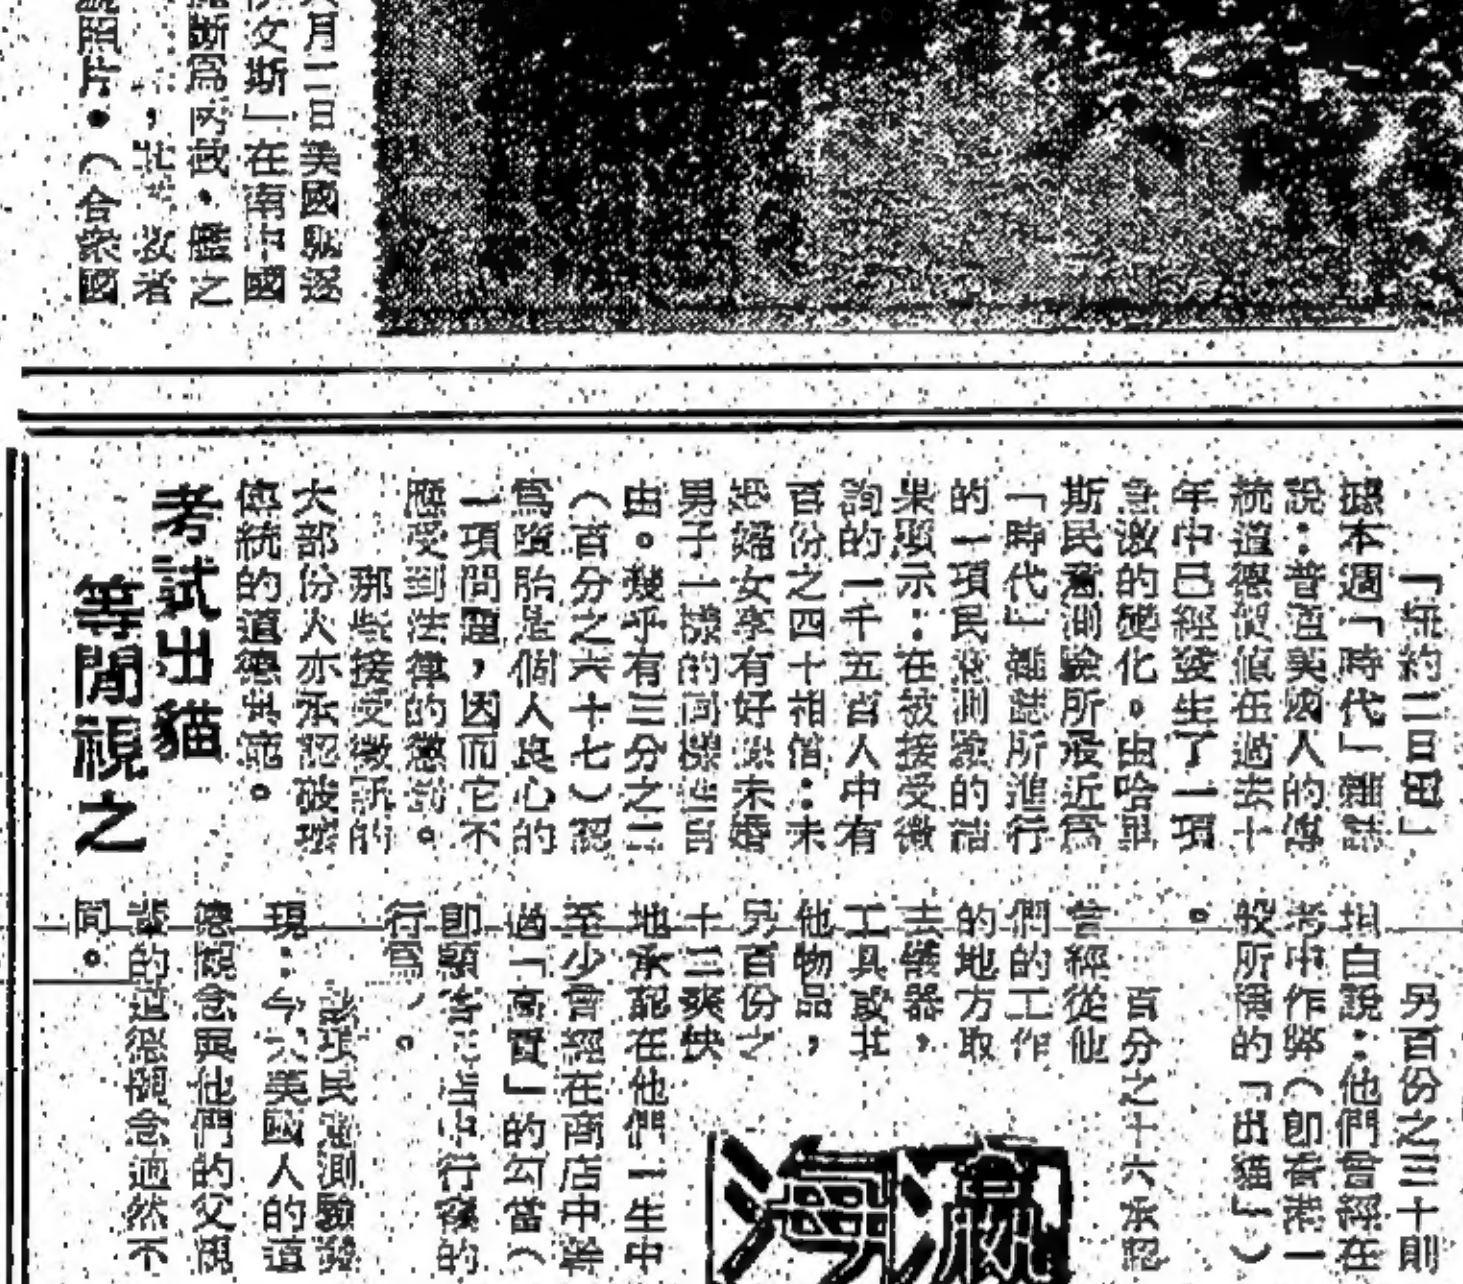 月二日美國驅逐
文斯」在南中國
斷爲兩截・艦之
照片・（合衆國
「紐約二日電」
據本週「時代」雜誌
說：普通美國人的傳
統道德價值在過去十
年中已經發生了一項
急激的變化。由哈里
斯民意測驗所最近爲
「時代」雜誌所進行
的一項民意測驗的結
果顯示：在被接受徵
詢的一千五百人中有
百份之四十相信：未
婚婦女享有好像未婚
男子一樣的同樣性自
由。幾乎有三分之二
（百分之六十七）認
爲墮胎是個人良心的
一項問題，因而它不
應受到法律的懲罰。
那些接受徵訊的
大部份人亦承認破壞
傳統的道德規範。
考試出貓
等閒視之
另百份之三十則
坦白說：他們曾經在
考中作弊（即香港一
般所稱的「出貓」）
。
百分之十六承認
曾經從他
們的工作
的地方取
去儀器，
工具或其
他物品，
另百份之
十三爽快
地承認在他們一生中
至少曾經在商店中幹
過「高買」的勾當（
即顧客在店中行竊的
行爲）。
該項民意測驗發
現：今天美國人的道
德觀念與他們的父親
輩的道德觀念迥然不
同。
海瀛